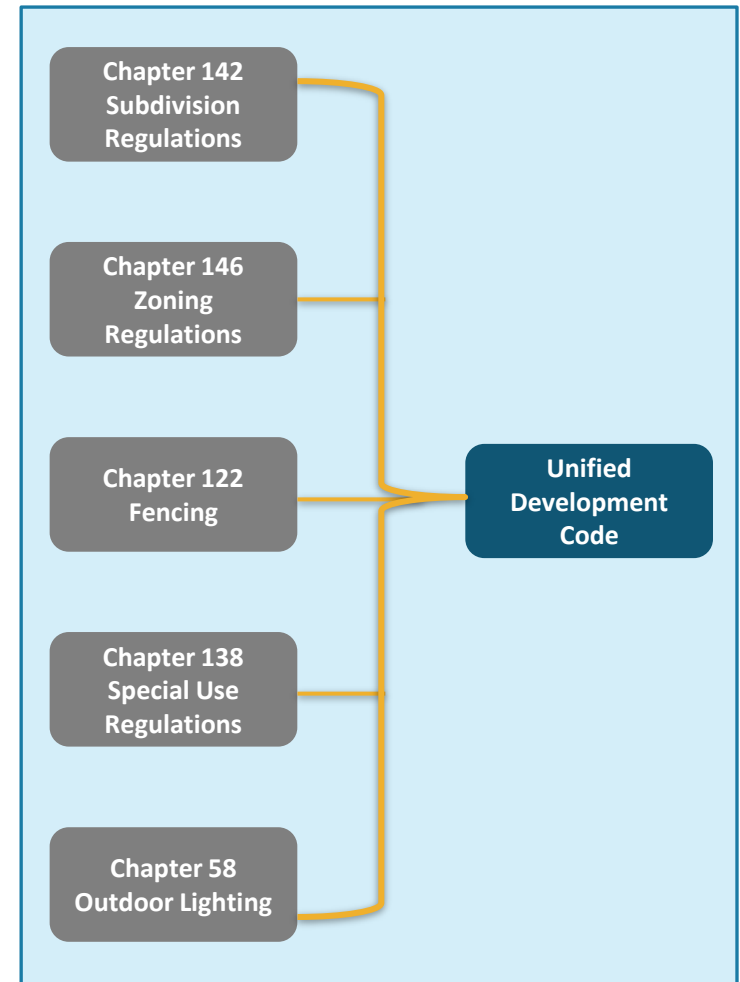 Chapter 142
Subdivision
Regulations
Chapter 146
Zoning
Regulations
Chapter 122
Fencing
Chapter 138
Special Use
Regulations
Chapter 58
Outdoor Lighting
Unified
Development
Code